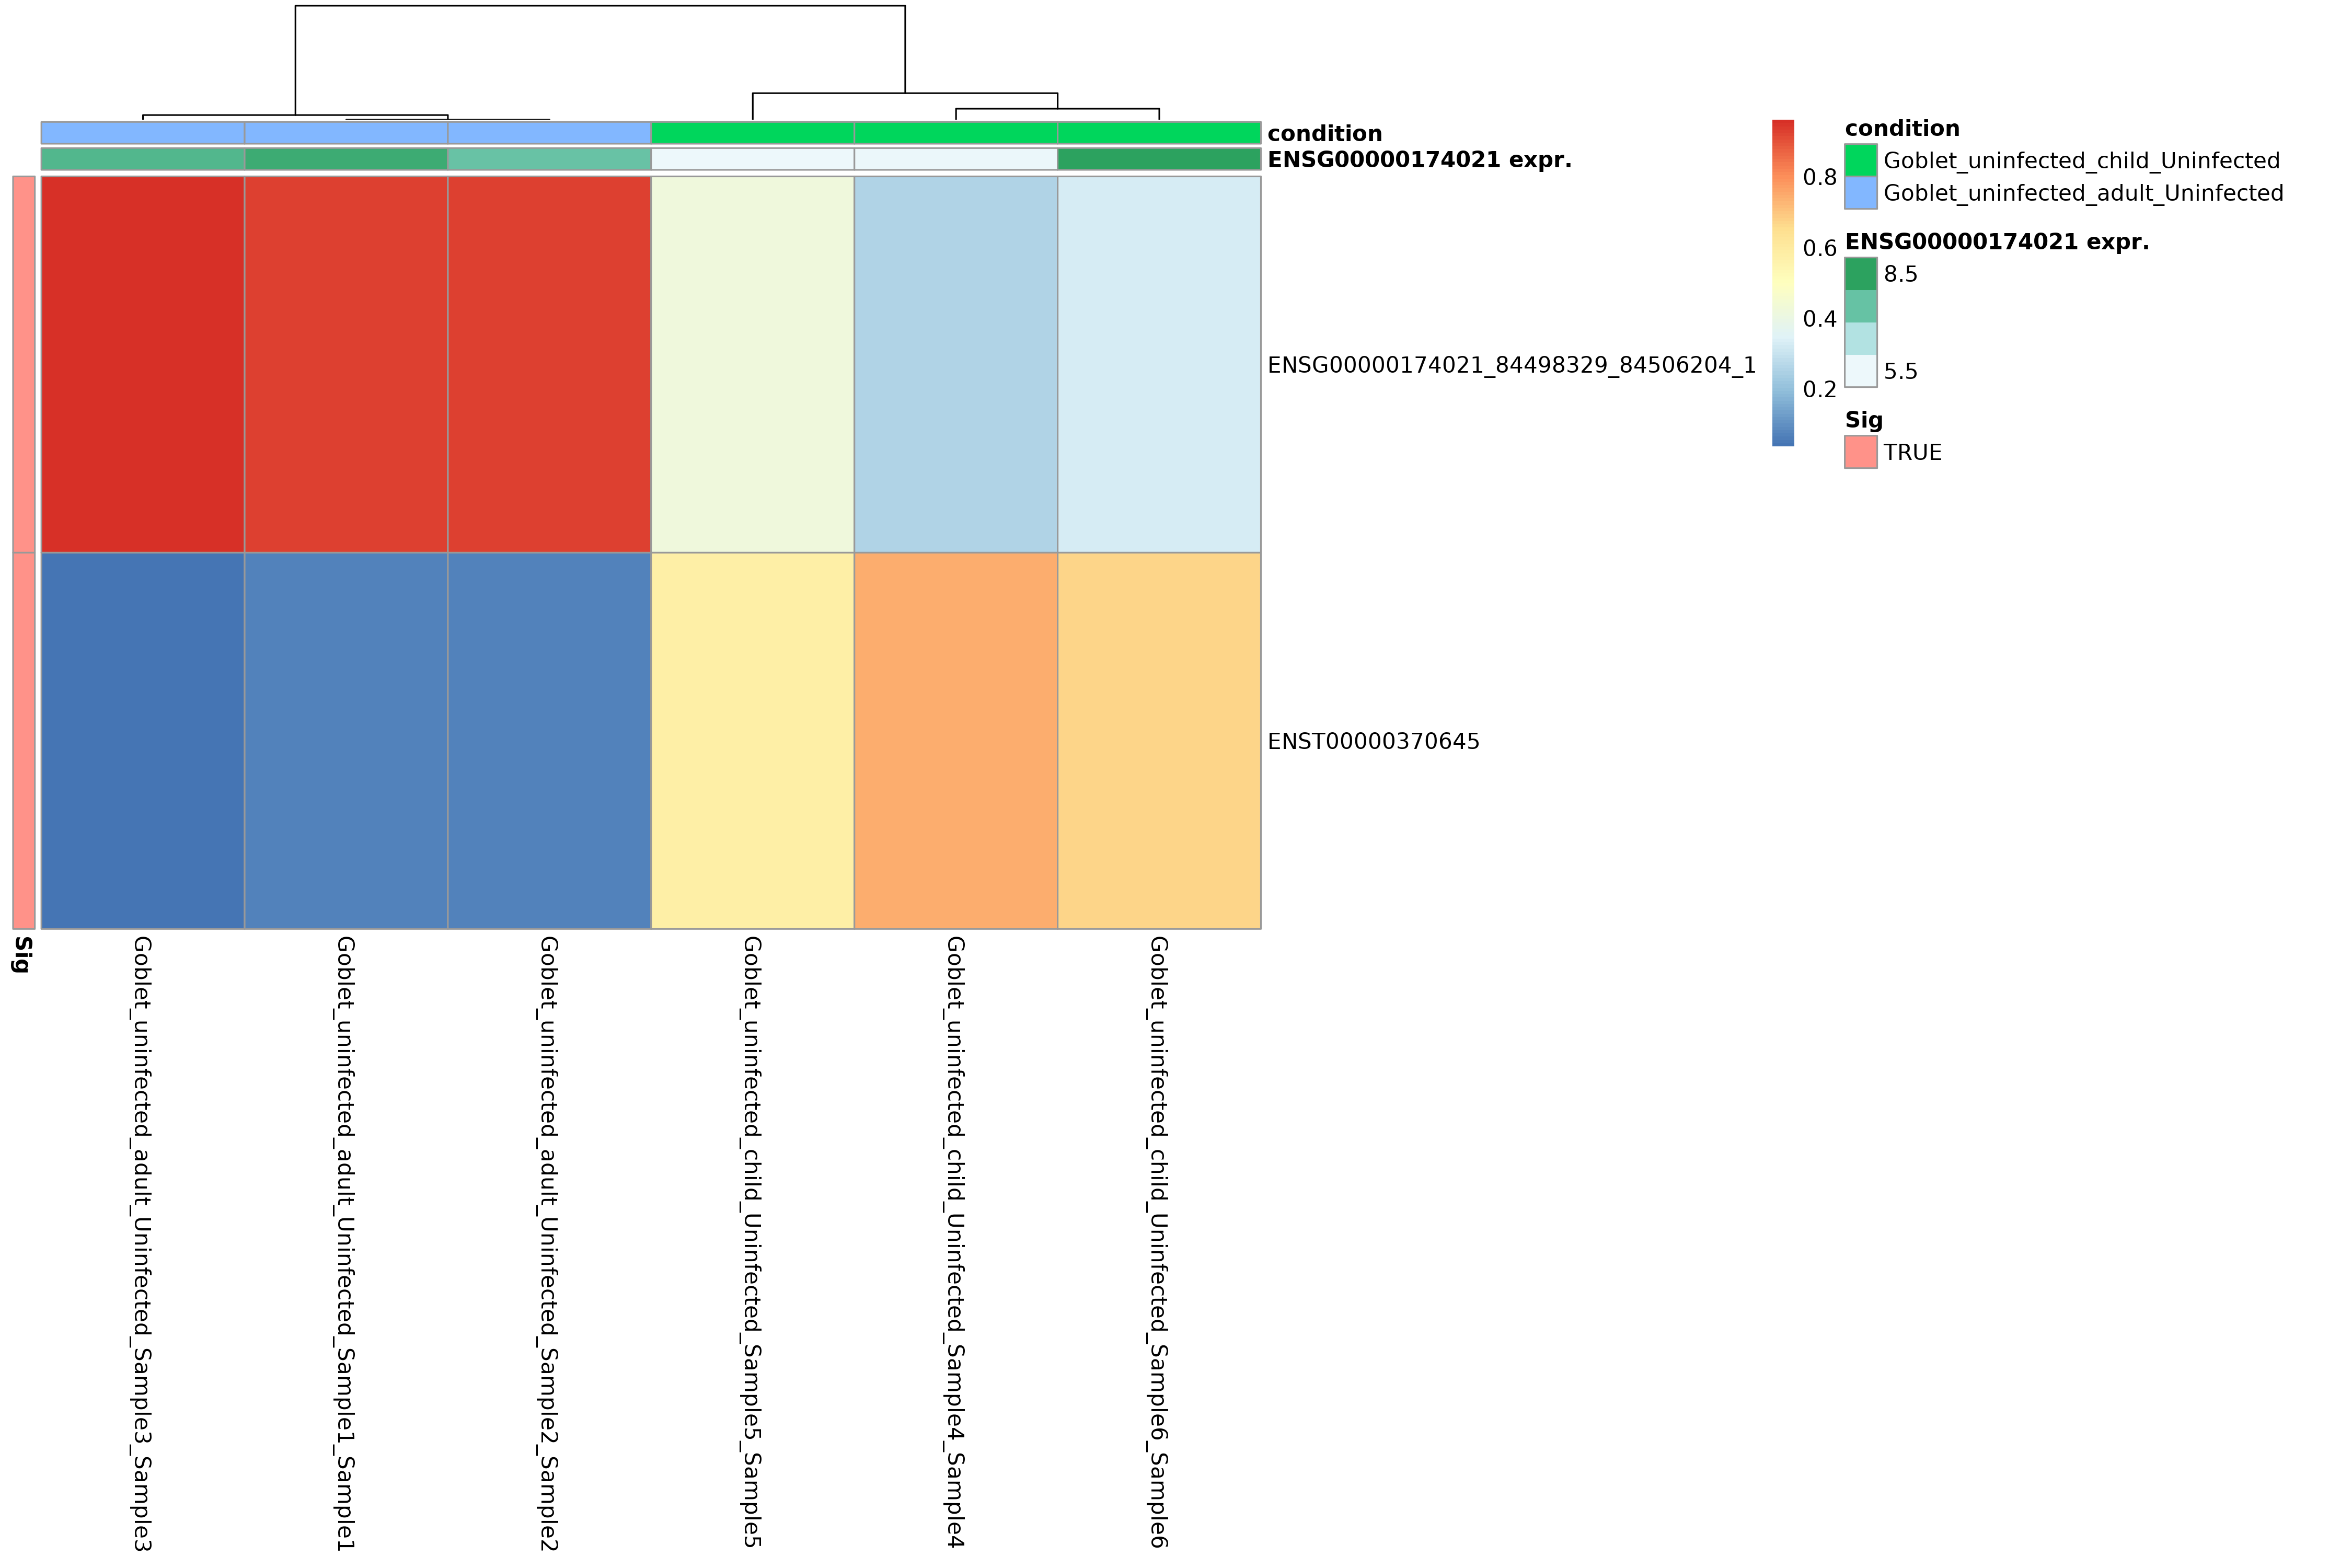 condition
ENSG00000174021 expr.
ENSG00000174021_84498329_84506204_1
ENST00000370645
Sig
Goblet_uninfected_adult_Uninfected_Sample3_Sample3
Goblet_uninfected_adult_Uninfected_Sample1_Sample1
Goblet_uninfected_adult_Uninfected_Sample2_Sample2
Goblet_uninfected_child_Uninfected_Sample5_Sample5
Goblet_uninfected_child_Uninfected_Sample4_Sample4
Goblet_uninfected_child_Uninfected_Sample6_Sample6
0.8
0.6
0.4
0.2
condition
Goblet_uninfected_child_Uninfected
Goblet_uninfected_adult_Uninfected
ENSG00000174021 expr.
8.5
5.5
Sig
TRUE